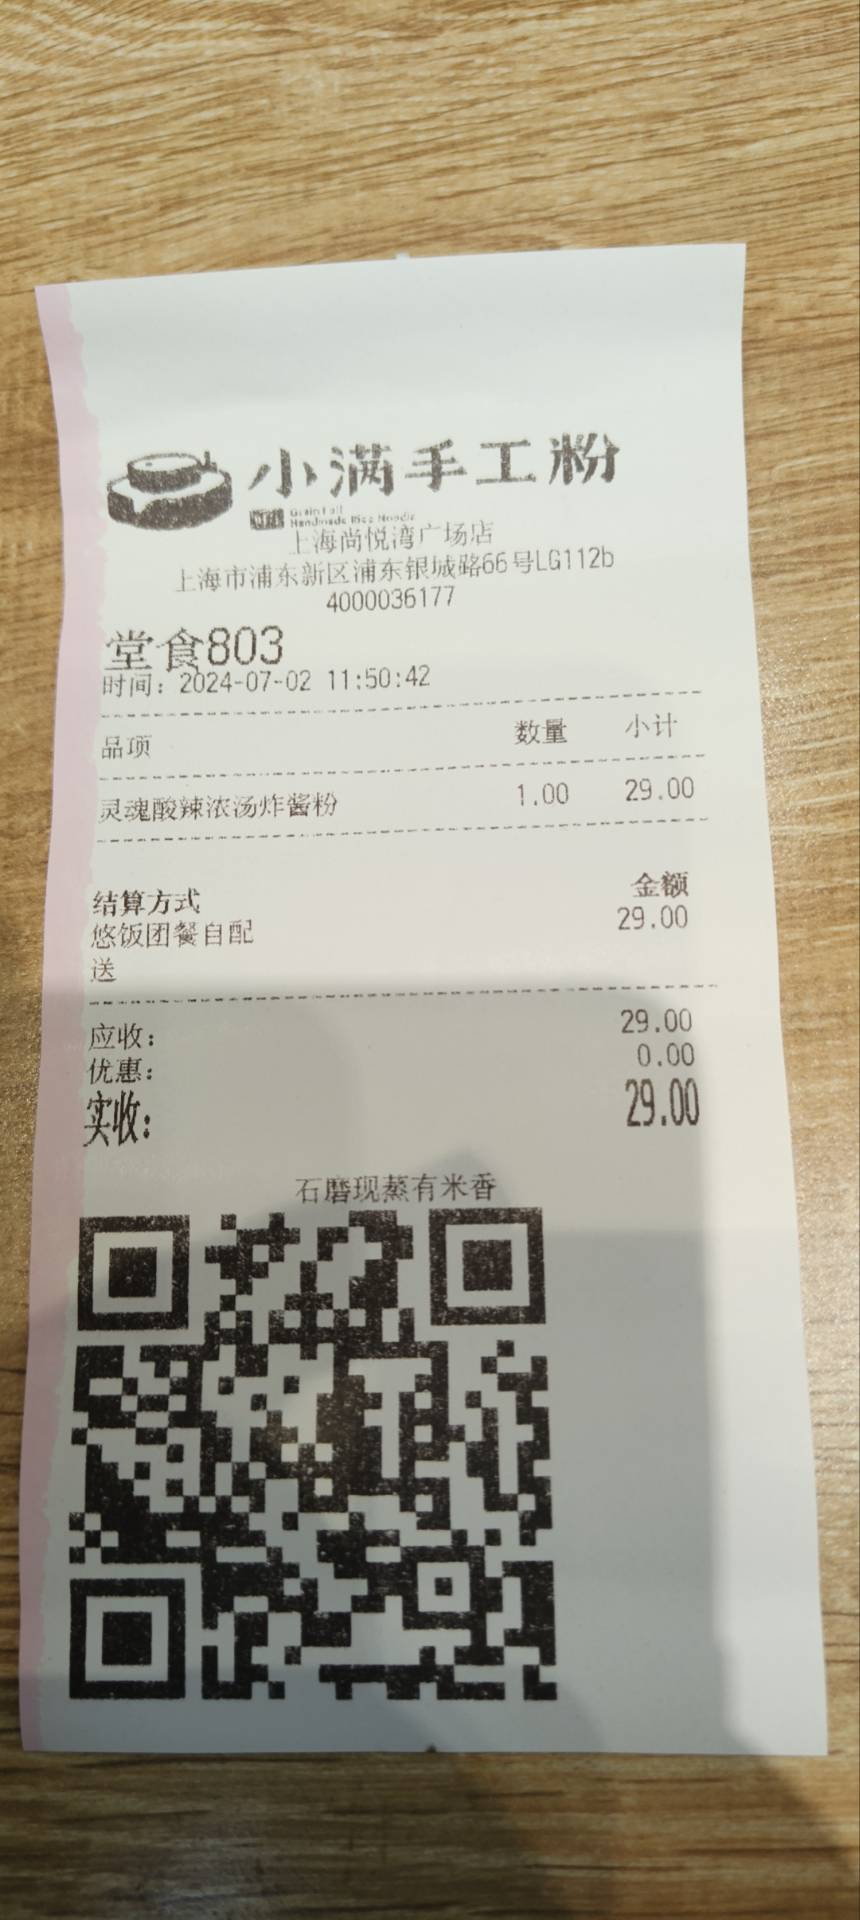 小满手工粉
Grain Full
Handmade Rice Noodle
上海尚悦湾广场店
上海市浦东新区浦东银城路66号LG112b
4000036177
堂食803
时间：2024-07-02 11:50:42
品项 数量 小计
灵魂酸辣浓汤炸酱粉 1.00 29.00
结算方式 金额
悠饭团餐自配送 29.00
应收： 29.00
优惠： 0.00
实收： 29.00
石磨现蒸有米香